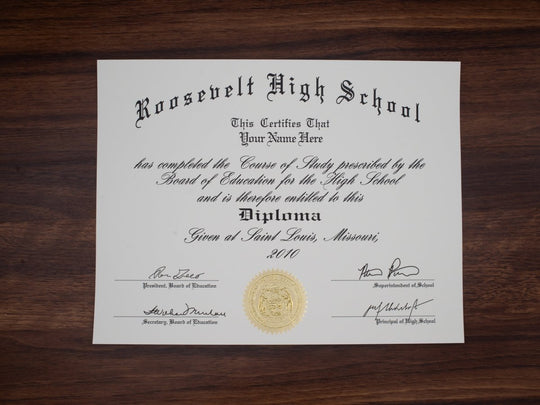 Roosevelt High School
This Certifies That
Your Name Here
has completed the Course of Study prescribed by the
Board of Education for the High School
and is therefore entitled to this
Diploma
Given at Saint Louis, Missouri,
2010
President, Board of Education
Superintendent of School
Secretary, Board of Education
Principal of High School